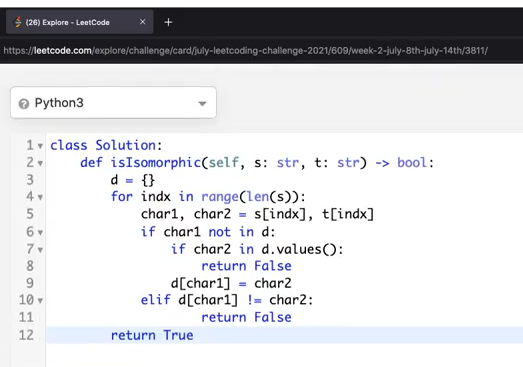 (26) Explore - LeetCode × +
https://leetcode.com/explore/challenge/card/july-leetcoding-challenge-2021/609/week-2-july-8th-july-14th/3811/
? Python3
1 class Solution:
2     def isIsomorphic(self, s: str, t: str) -> bool:
3         d = {}
4         for indx in range(len(s)):
5             char1, char2 = s[indx], t[indx]
6             if char1 not in d:
7                 if char2 in d.values():
8                     return False
9                 d[char1] = char2
10             elif d[char1] != char2:
11                     return False
12         return True